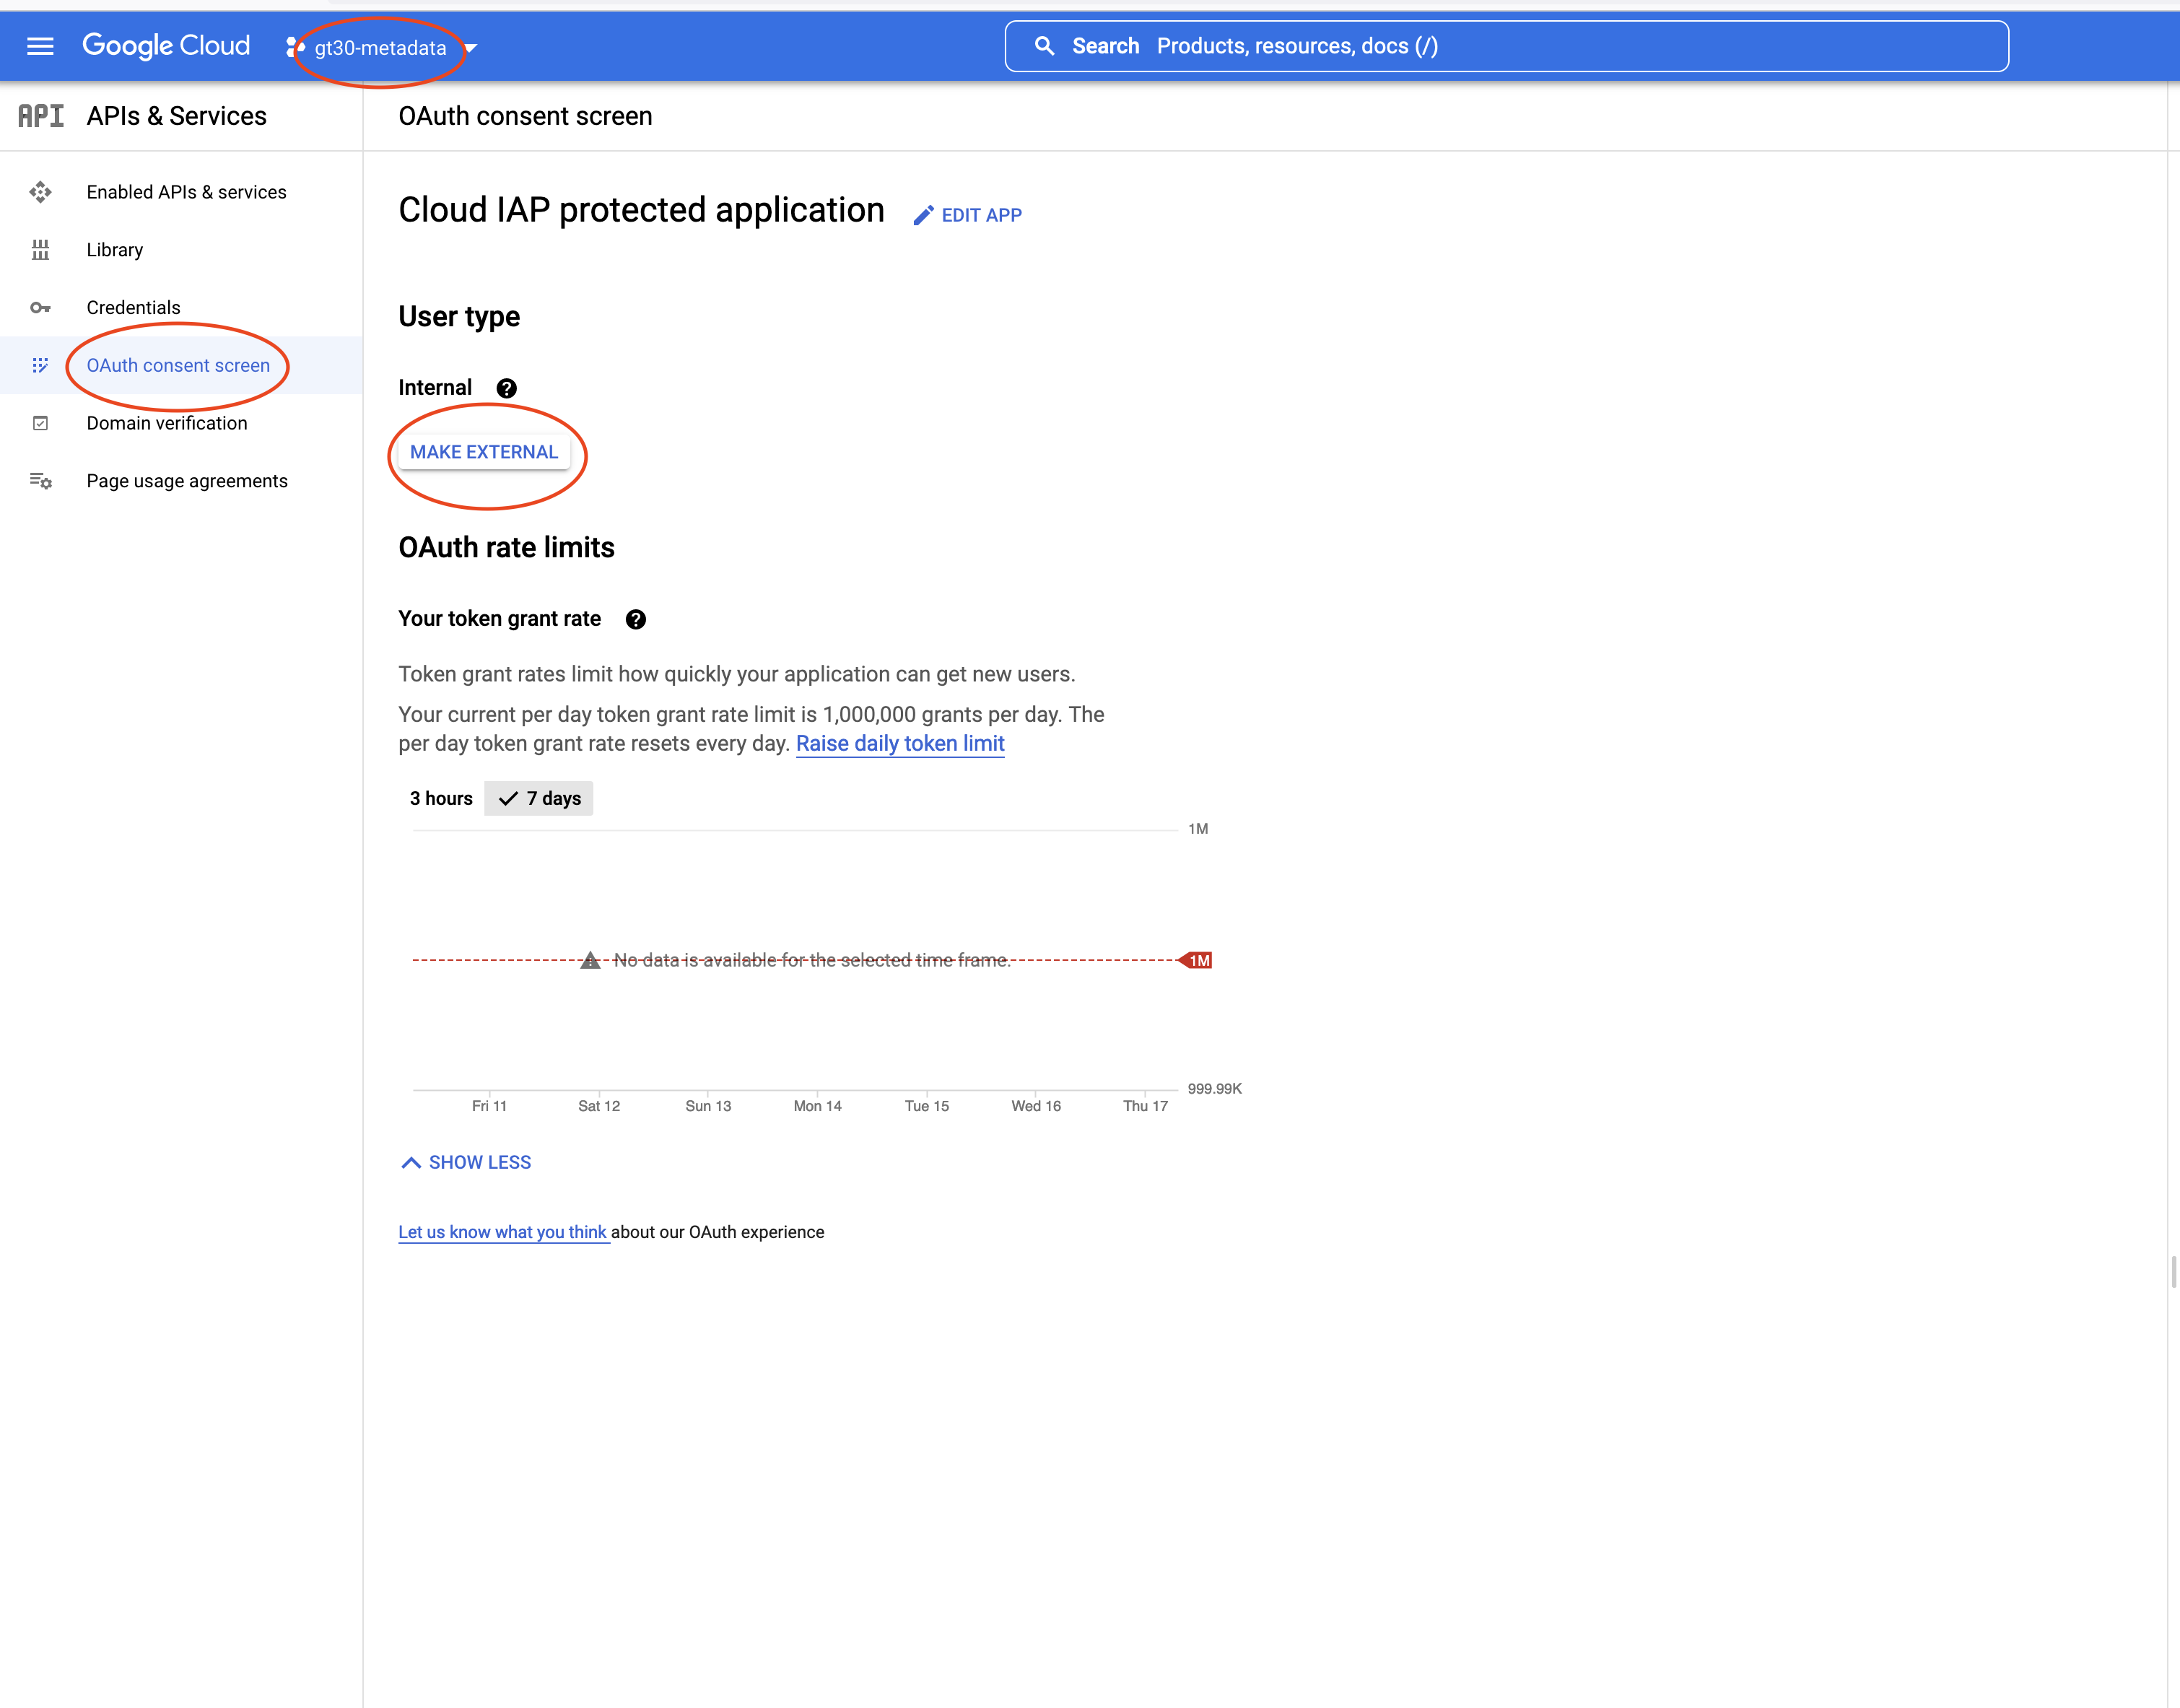 Google Cloud
gt30-metadata
Search Products, resources, docs (/)
API APIs & Services
OAuth consent screen
Enabled APIs & services
Library
Credentials
OAuth consent screen
Domain verification
Page usage agreements
Cloud IAP protected application
EDIT APP
User type
Internal
MAKE EXTERNAL
OAuth rate limits
Your token grant rate
Token grant rates limit how quickly your application can get new users.
Your current per day token grant rate limit is 1,000,000 grants per day. The
per day token grant rate resets every day. Raise daily token limit
3 hours
7 days
1M
No data is available for the selected time frame.
1M
999.99K
Fri 11 Sat 12 Sun 13 Mon 14 Tue 15 Wed 16 Thu 17
SHOW LESS
Let us know what you think about our OAuth experience